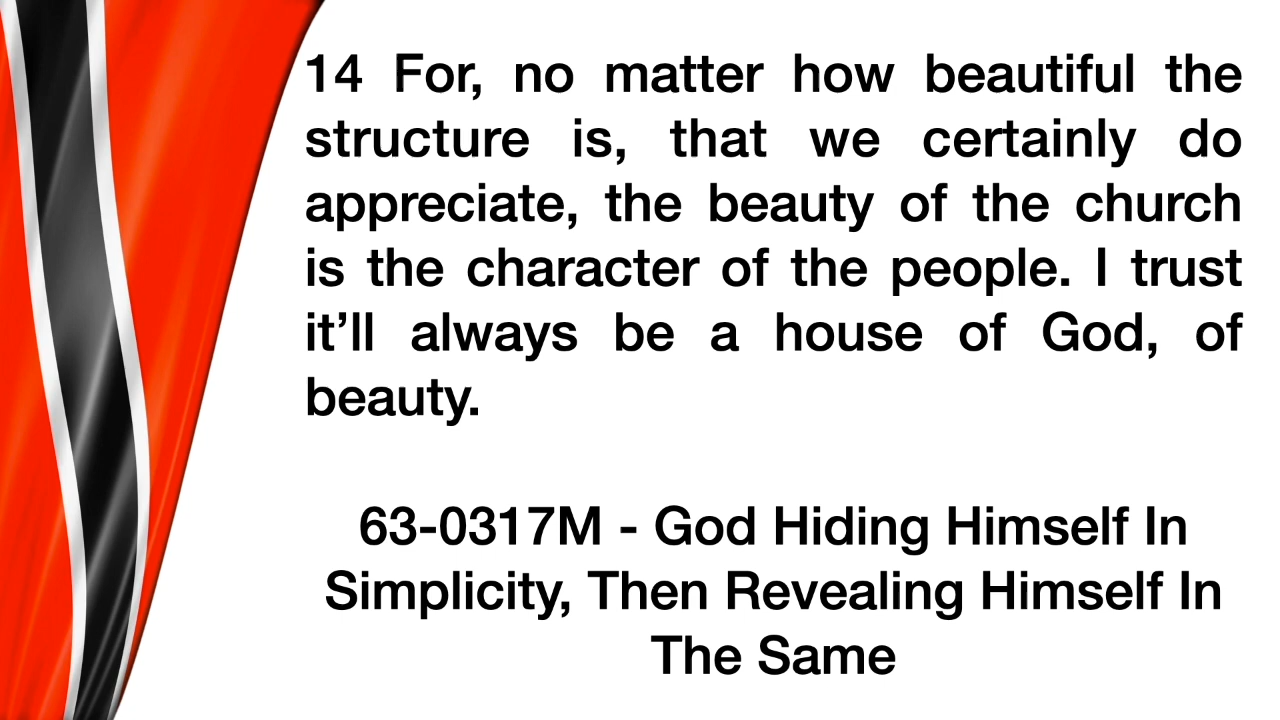 14 For, no matter how beautiful the
structure is, that we certainly do
appreciate, the beauty of the church
is the character of the people. I trust
it’ll always be a house of God, of
beauty.
63-0317M - God Hiding Himself In
Simplicity, Then Revealing Himself In
The Same